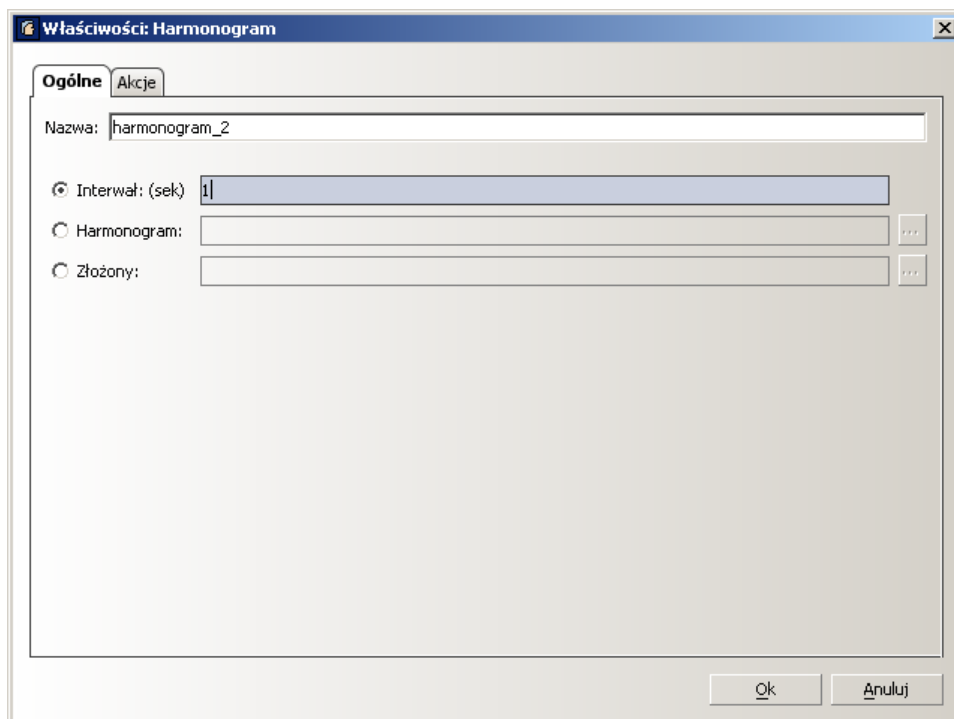 Właściwości: Harmonogram
Ogólne Akcje
Nazwa: harmonogram_2
Interwał: (sek) 1
Harmonogram: ...
Złożony: ...
Ok Anuluj